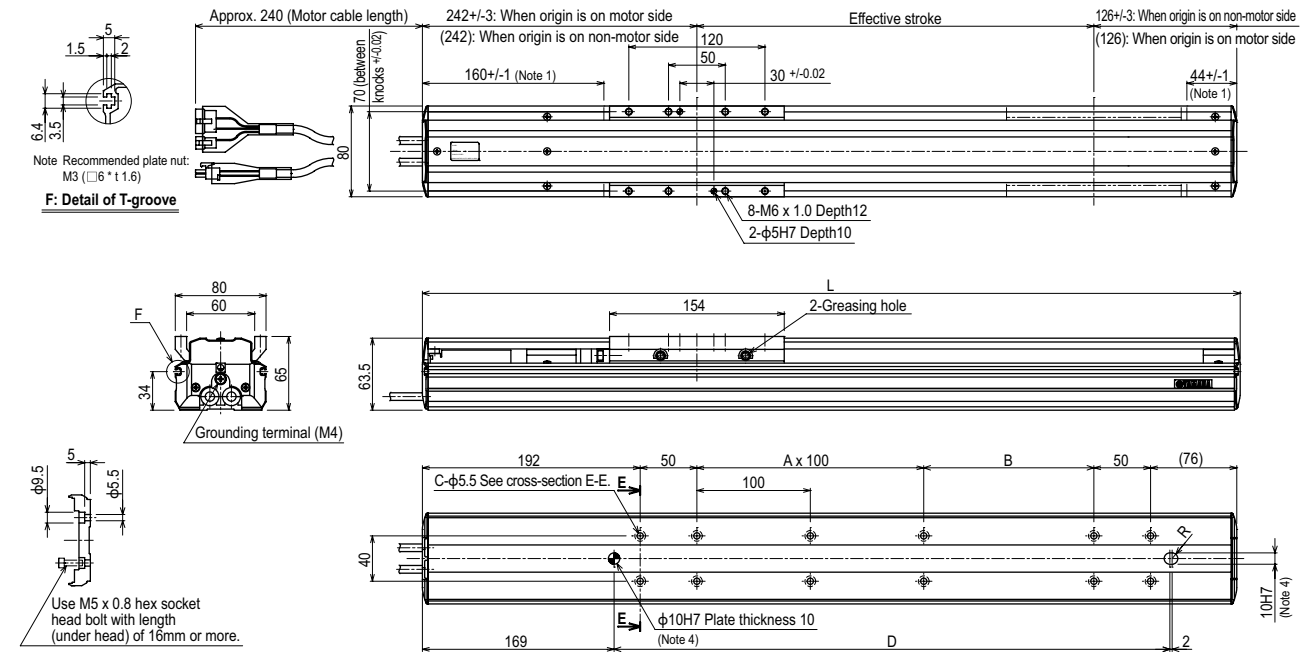 Approx. 240 (Motor cable length)
242+/-3: When origin is on motor side
(242): When origin is on non-motor side
Effective stroke
126+/-3: When origin is on non-motor side
(126): When origin is on motor side
5
1.5
2
6.4
3.5
Note Recommended plate nut:
M3 (□6 * t 1.6)
F: Detail of T-groove
160+/-1 (Note 1)
70 (between
knocks +/-0.02)
80
120
50
30 +/-0.02
44+/-1
(Note 1)
8-M6 x 1.0 Depth12
2-ϕ5H7 Depth10
80
60
F
34
65
Grounding terminal (M4)
L
154
2-Greasing hole
63.5
YAMAHA
5
ϕ9.5
ϕ5.5
Use M5 x 0.8 hex socket
head bolt with length
(under head) of 16mm or more.
192
50
A x 100
B
50
(76)
C-ϕ5.5 See cross-section E-E.
E
100
40
R
10H7
(Note 4)
E
ϕ10H7 Plate thickness 10
(Note 4)
169
D
2